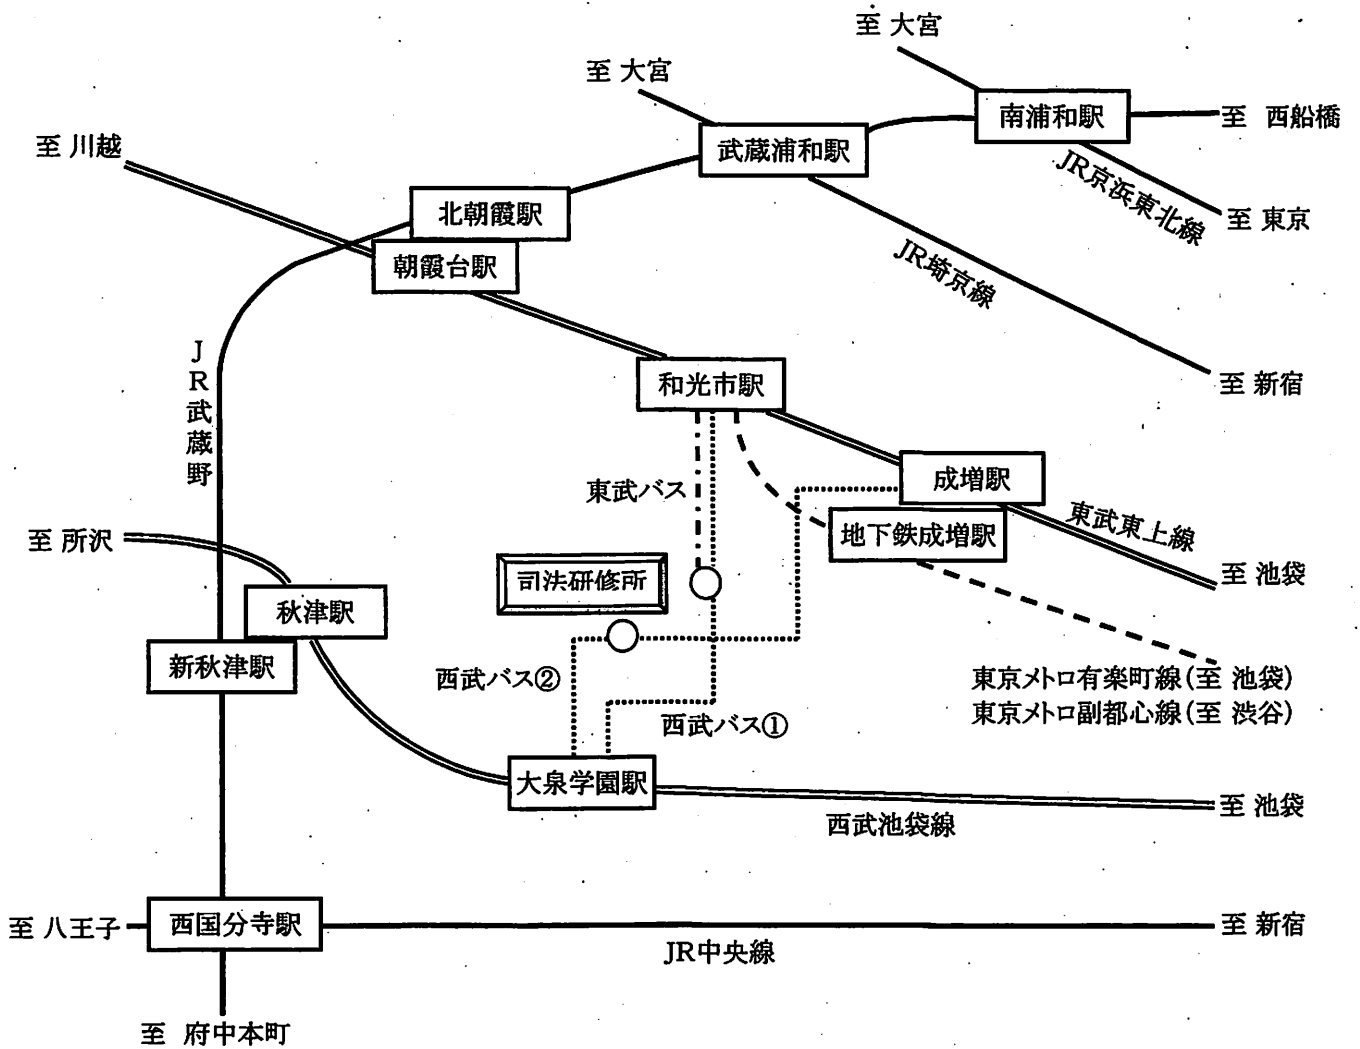 至 大宮
至 大宮
南浦和駅
至 西船橋
武蔵浦和駅
至 川越
JR京浜東北線
北朝霞駅
至 東京
朝霞台駅
JR埼京線
JR武蔵野
和光市駅
至 新宿
成増駅
東武バス
東武東上線
至 所沢
地下鉄成増駅
司法研修所
至 池袋
秋津駅
新秋津駅
西武バス②
東京メトロ有楽町線(至 池袋)
東京メトロ副都心線(至 渋谷)
西武バス①
大泉学園駅
至 池袋
西武池袋線
至 八王子
西国分寺駅
至 新宿
JR中央線
至 府中本町